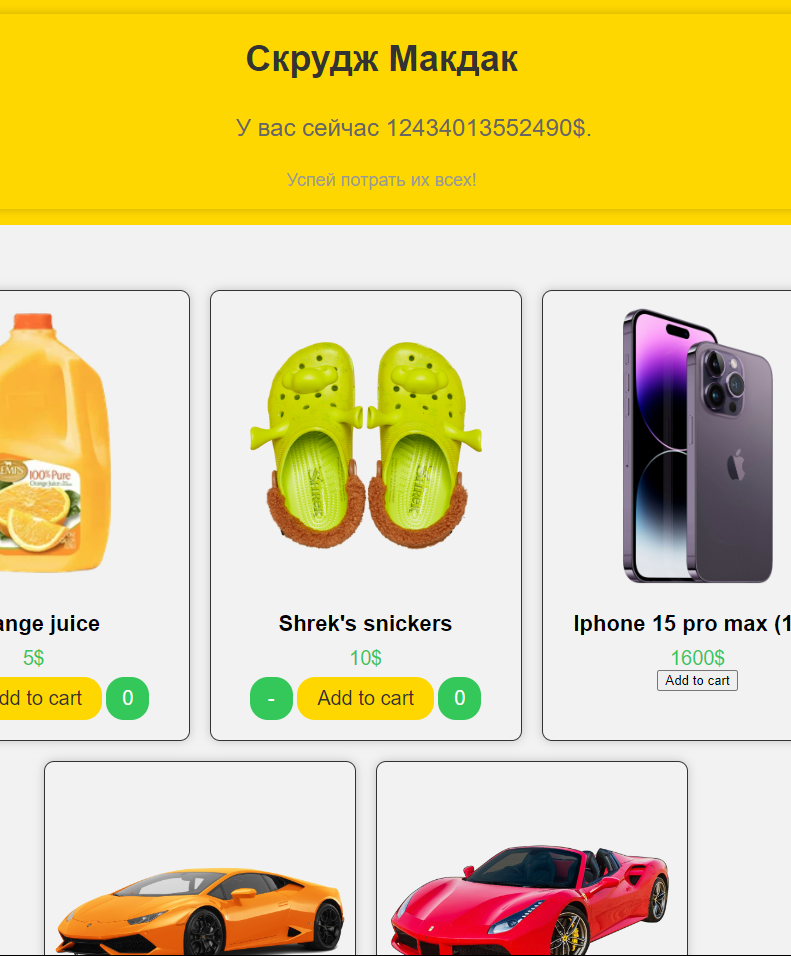 Скрудж Макдак
У вас сейчас 12434013552490$.
Успей потрать их всех!
100% Pure
ange juice
Shrek's snickers
Iphone 15 pro max (1
5$
10$
1600$
dd to cart 0
- Add to cart 0
Add to cart